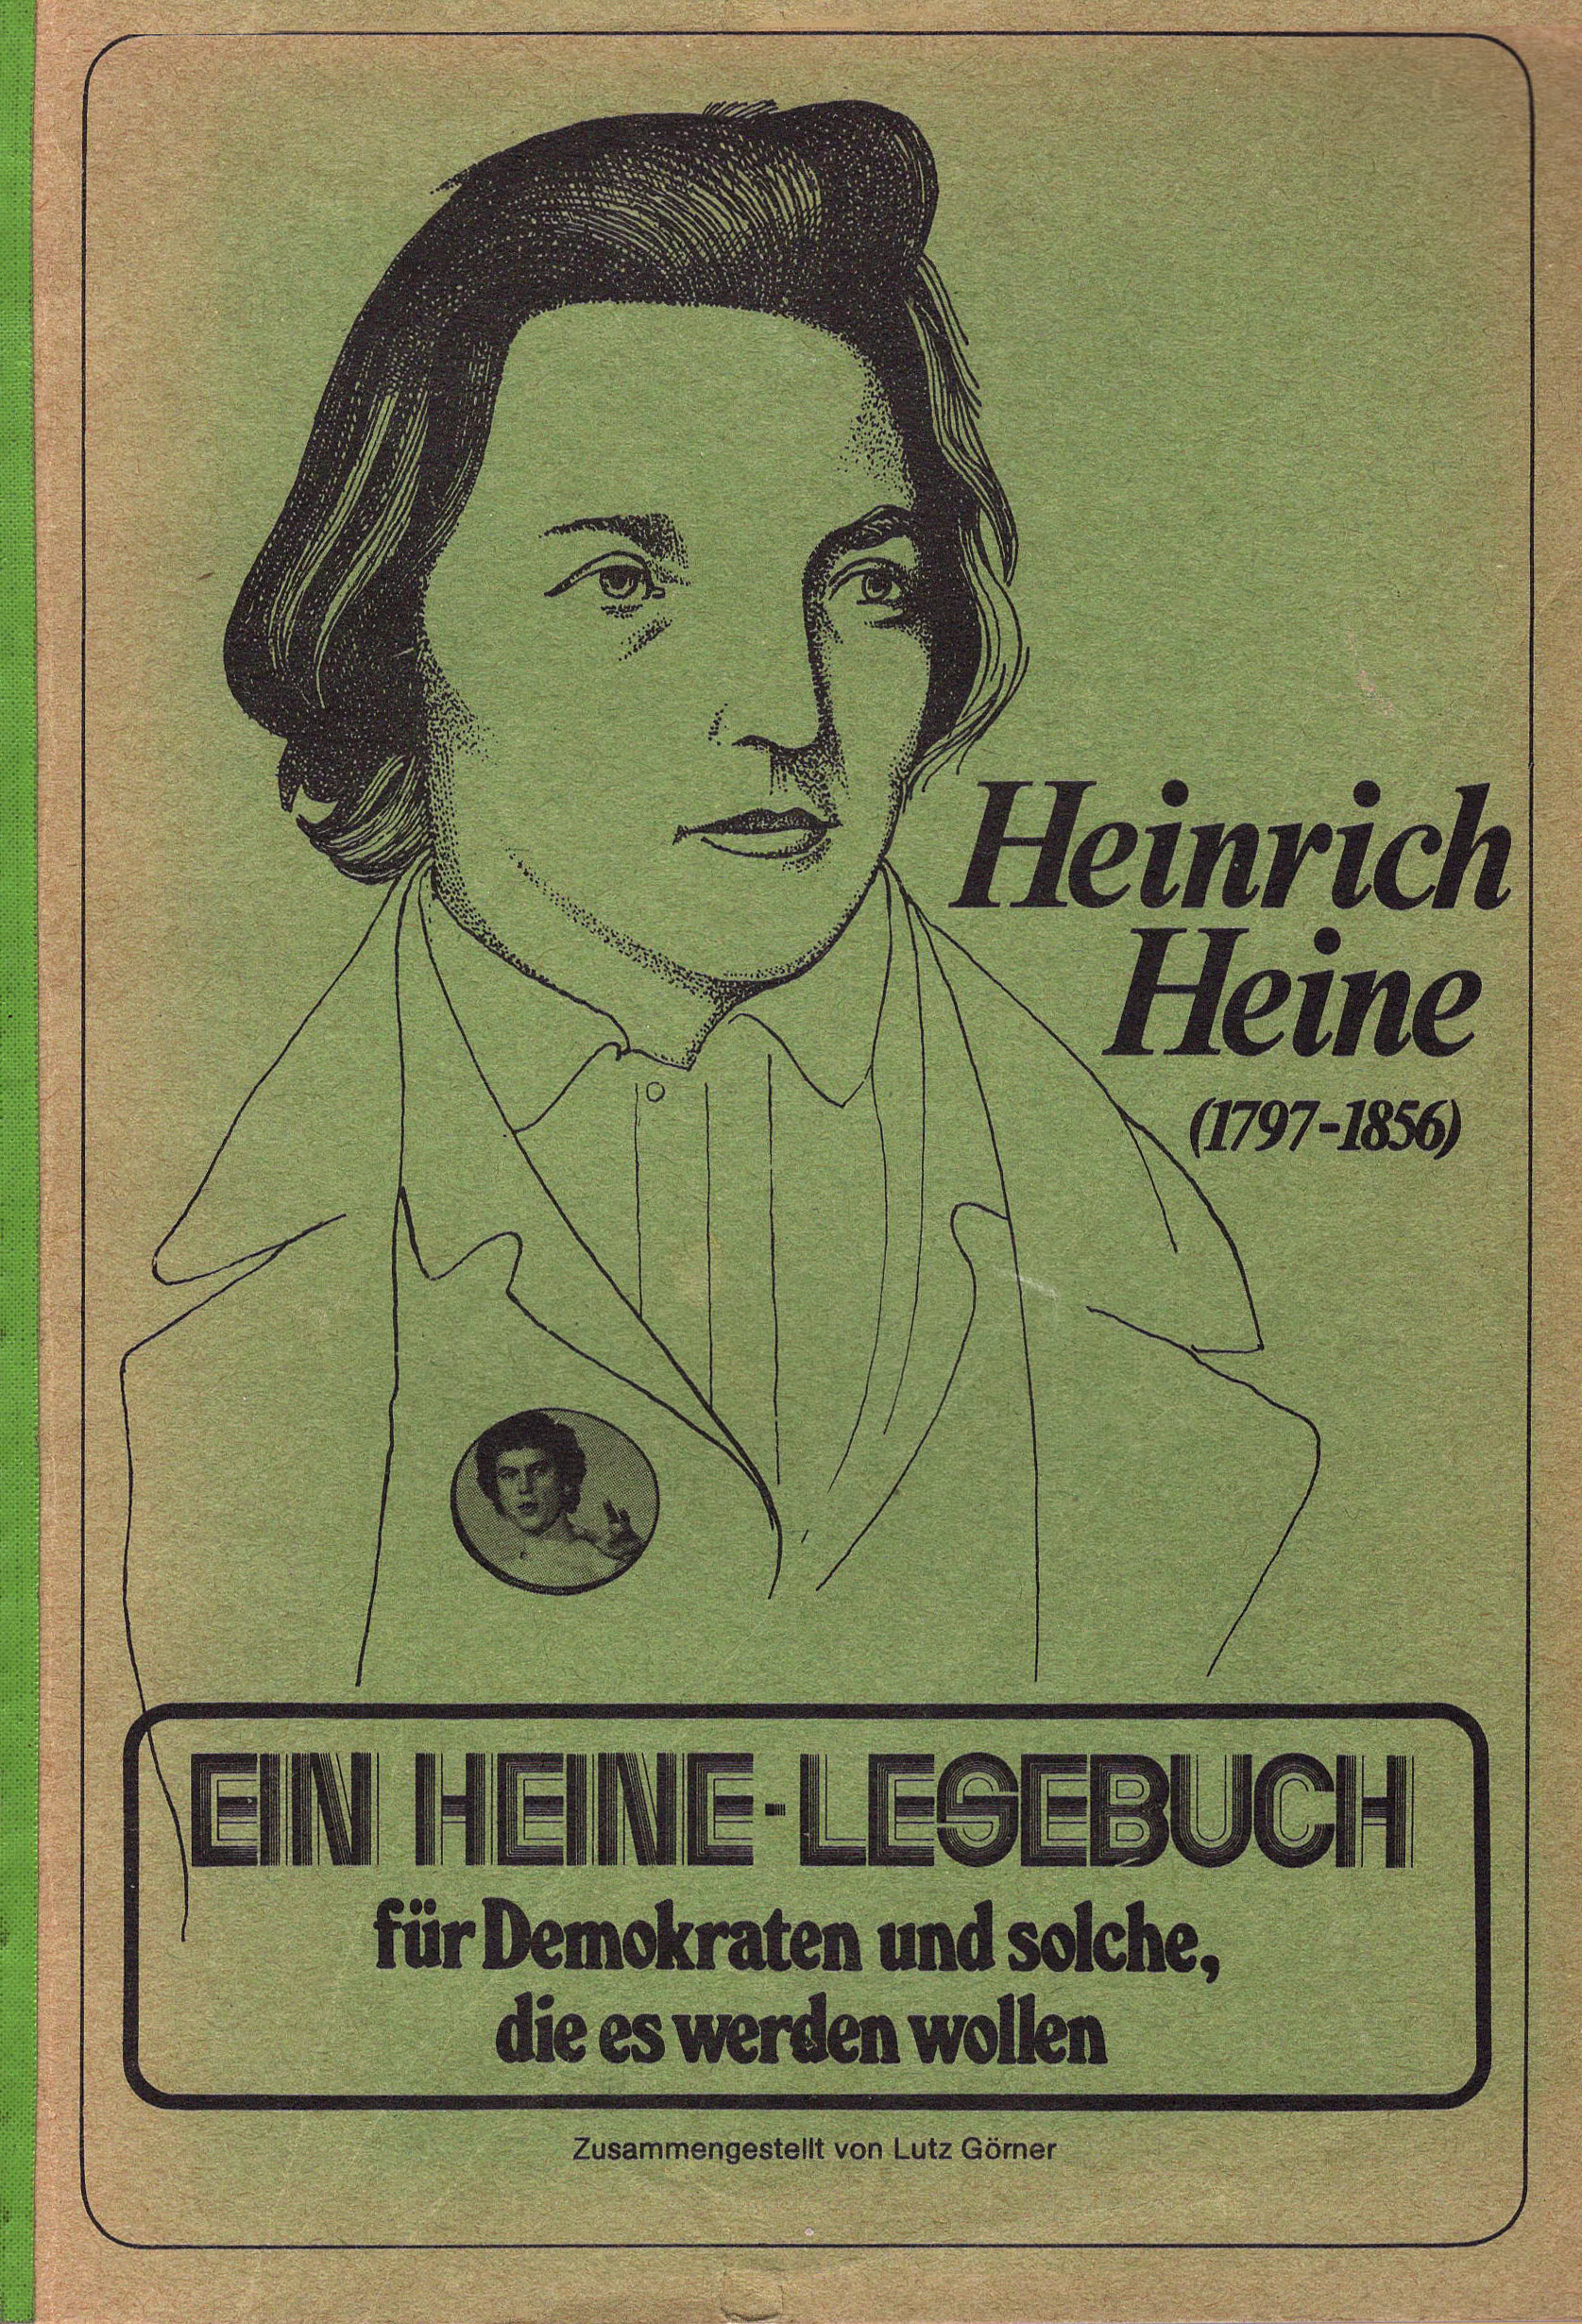 Heinrich
Heine
(1797-1856)
EIN HEINE-LESEBUCH
für Demokraten und solche,
die es werden wollen
Zusammengestellt von Lutz Görner